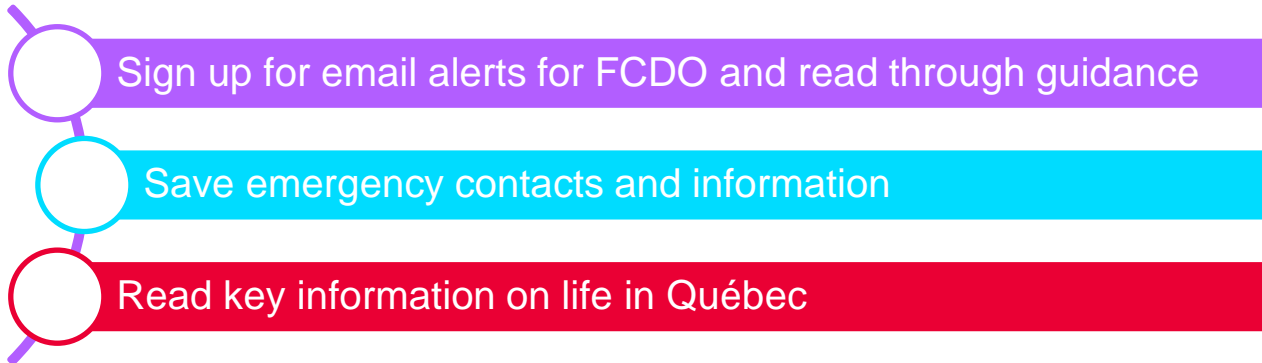 Sign up for email alerts for FCDO and read through guidance
Save emergency contacts and information
Read key information on life in Québec